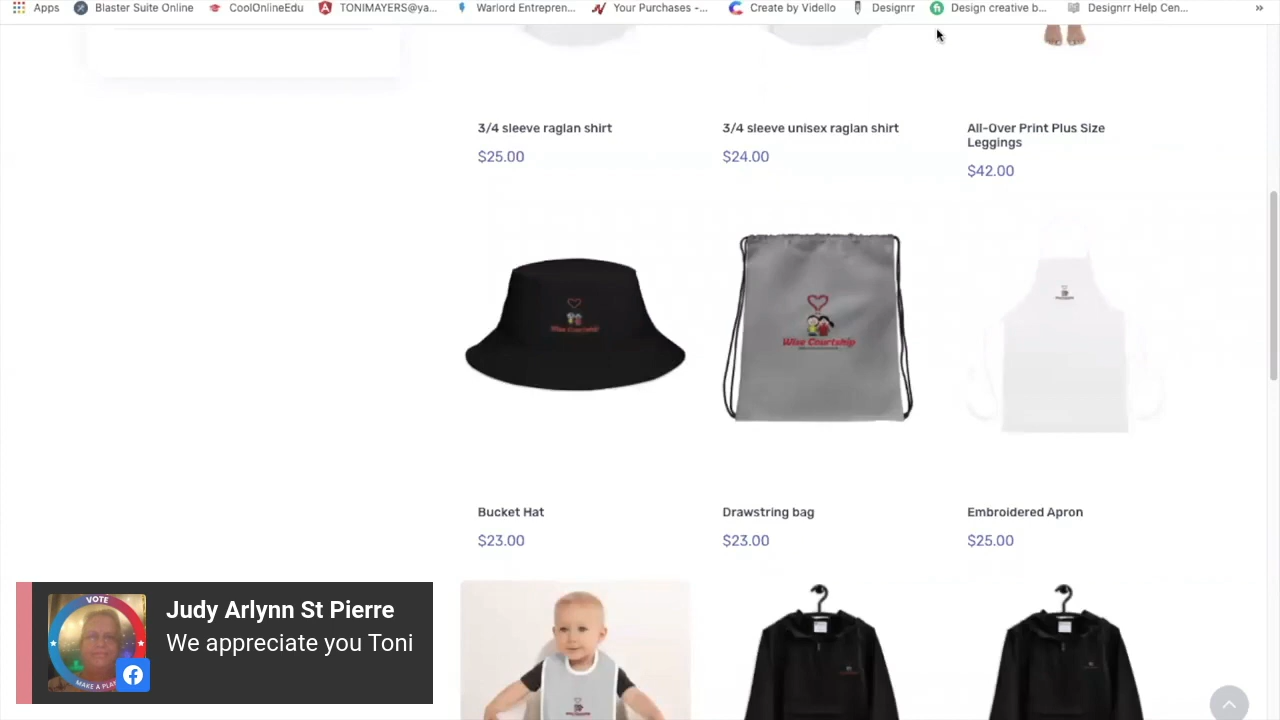 Apps
Blaster Suite Online
CoolOnlineEdu
TONIMAYERS@ya...
Warlord Entrepren...
Your Purchases -...
Create by Vidello
Designrr
Design creative b...
Designrr Help Cen...
»
3/4 sleeve raglan shirt
$25.00
3/4 sleeve unisex raglan shirt
$24.00
All-Over Print Plus Size
Leggings
$42.00
Wise Courtship
Wise Courtship
Bucket Hat
$23.00
Drawstring bag
$23.00
Embroidered Apron
$25.00
VOTE
Judy Arlynn St Pierre
We appreciate you Toni